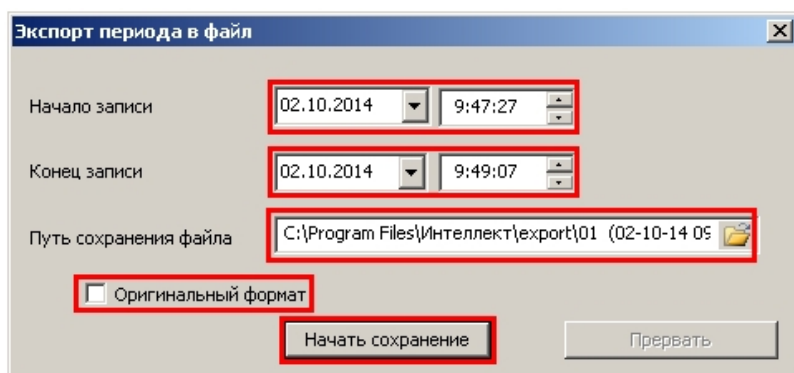 Экспорт периода в файл
Начало записи 02.10.2014 9:47:27
Конец записи 02.10.2014 9:49:07
Путь сохранения файла C:\Program Files\Интеллект\export\01 (02-10-14 09
Оригинальный формат
Начать сохранение Прервать